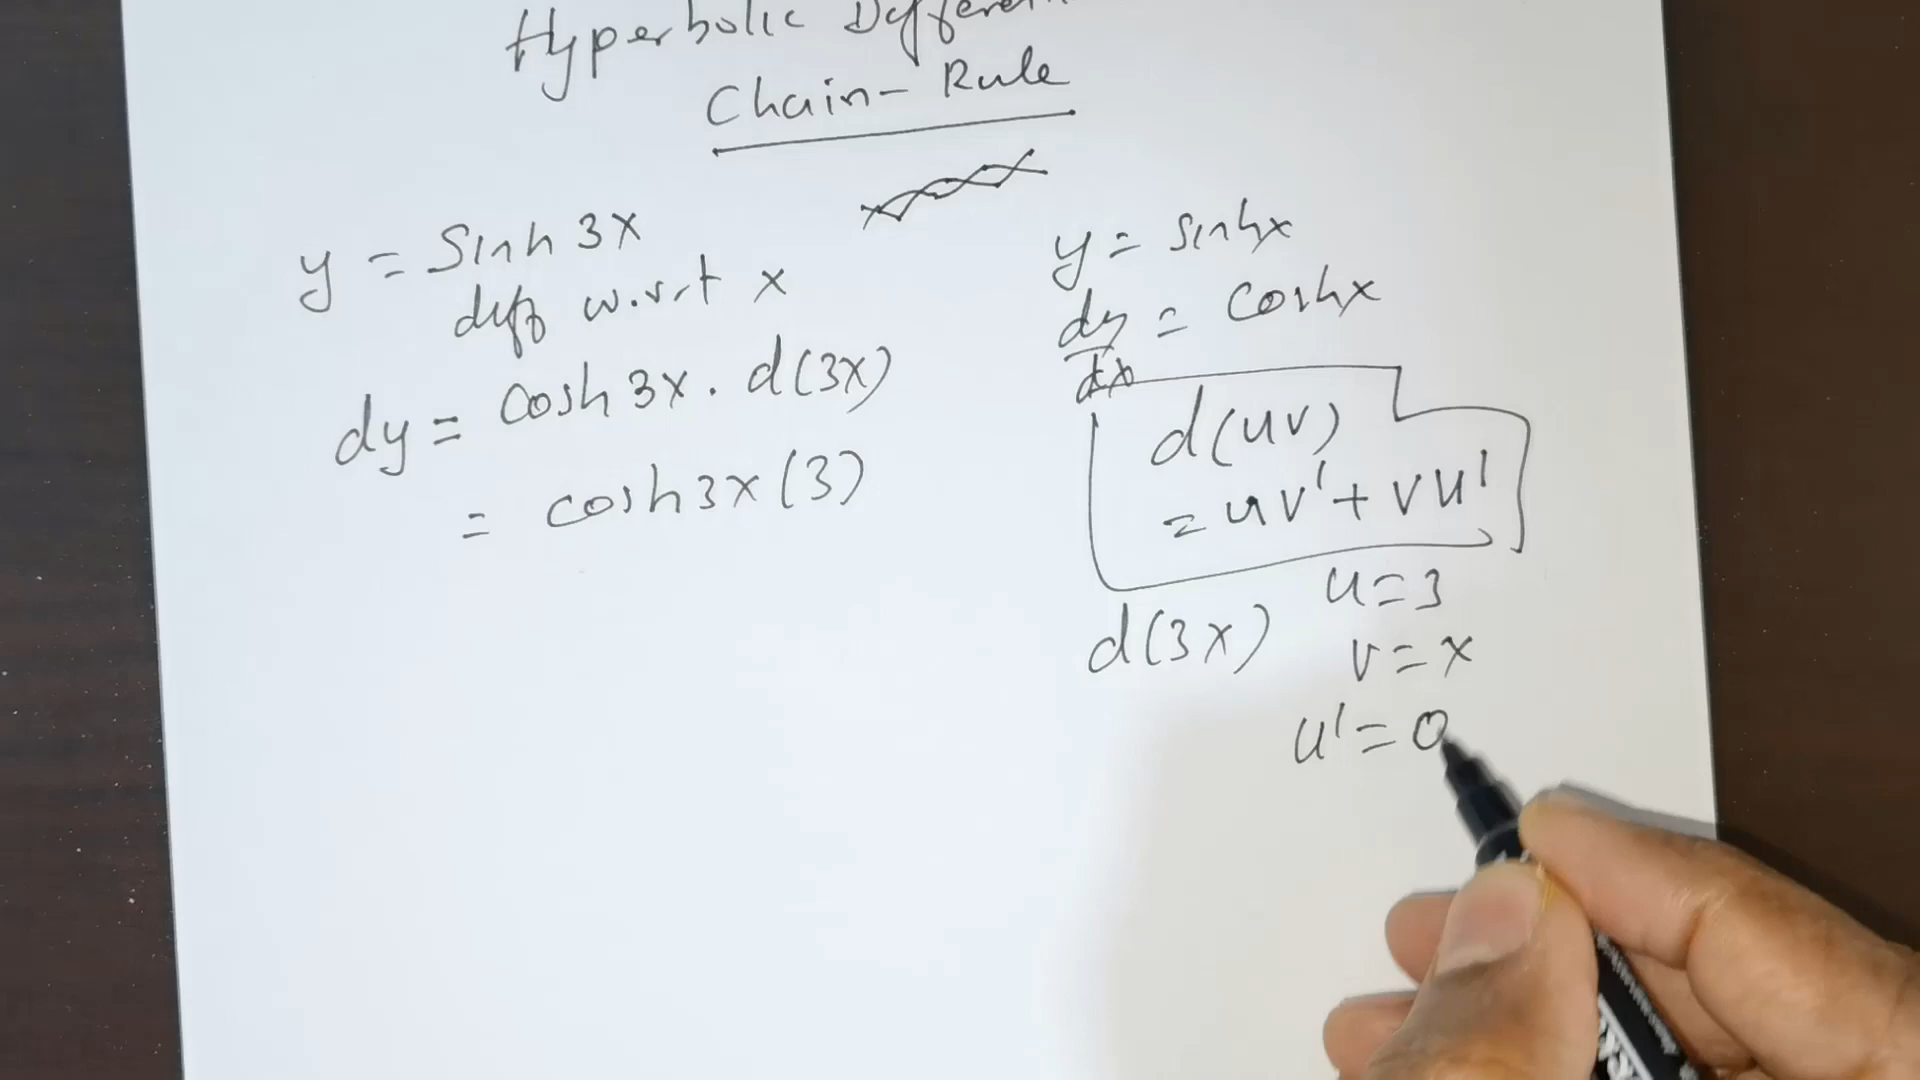 Hyperbolic
Chain - Rule
y = Sinh 3x
diff w.r.t x
dy = cosh 3x . d(3x)
= cosh 3x (3)
y = sinhx
dy = coshx
dx
d(uv)
= uv' + vu'
u = 3
d(3x)
v = x
u' = 0